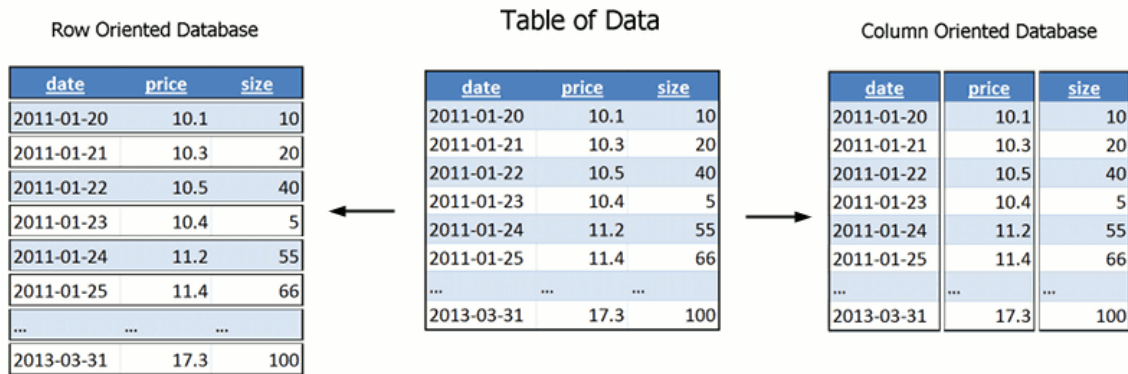 Table of Data
Row Oriented Database
date price size
2011-01-20 10.1 10
2011-01-21 10.3 20
2011-01-22 10.5 40
2011-01-23 10.4 5
2011-01-24 11.2 55
2011-01-25 11.4 66
... ... ...
2013-03-31 17.3 100
date price size
2011-01-20 10.1 10
2011-01-21 10.3 20
2011-01-22 10.5 40
2011-01-23 10.4 5
2011-01-24 11.2 55
2011-01-25 11.4 66
... ... ...
2013-03-31 17.3 100
Column Oriented Database
date price size
2011-01-20 10.1 10
2011-01-21 10.3 20
2011-01-22 10.5 40
2011-01-23 10.4 5
2011-01-24 11.2 55
2011-01-25 11.4 66
... ... ...
2013-03-31 17.3 100